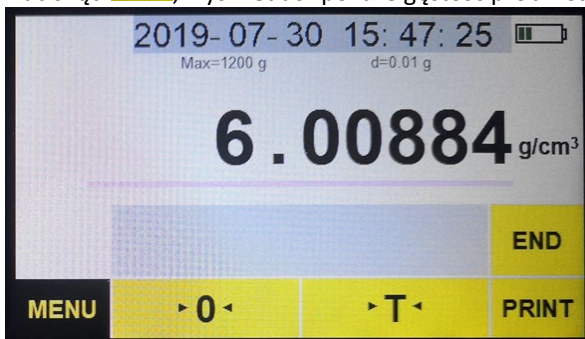 2019-07-30 15:47:25
Max=1200 g d=0.01 g
6.00884 g/cm³
END
MENU ▸0◂ ▸T◂ PRINT